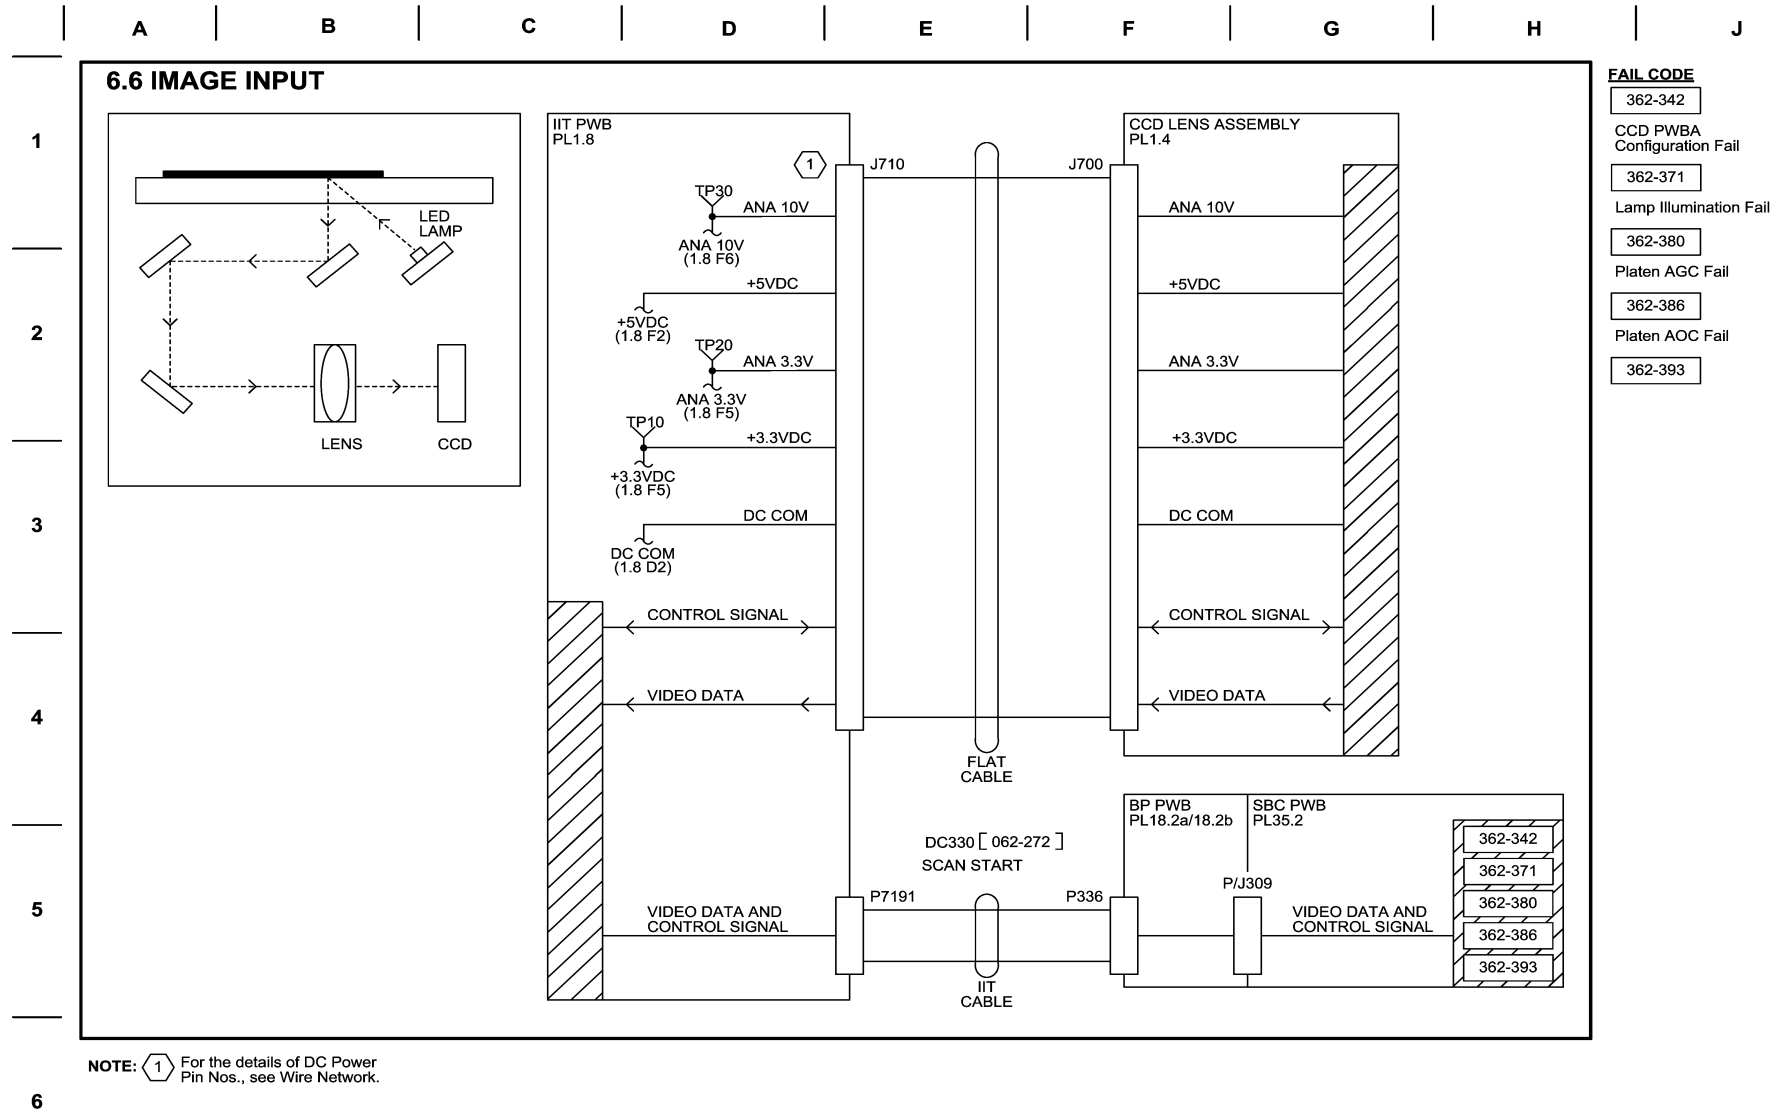 A B C D E F G H J
1
2
3
4
5
6
6.6 IMAGE INPUT
LED
LAMP
LENS
CCD
IIT PWB
PL1.8
1
J710
TP30
ANA 10V
ANA 10V
(1.8 F6)
+5VDC
+5VDC
(1.8 F2)
TP20
ANA 3.3V
ANA 3.3V
(1.8 F5)
TP10
+3.3VDC
+3.3VDC
(1.8 F5)
DC COM
DC COM
(1.8 D2)
CONTROL SIGNAL
VIDEO DATA
FLAT
CABLE
CCD LENS ASSEMBLY
PL1.4
J700
ANA 10V
+5VDC
ANA 3.3V
+3.3VDC
DC COM
CONTROL SIGNAL
VIDEO DATA
DC330 [ 062-272 ]
SCAN START
VIDEO DATA AND
CONTROL SIGNAL
P7191
P336
IIT
CABLE
BP PWB
PL18.2a/18.2b
SBC PWB
PL35.2
P/J309
VIDEO DATA AND
CONTROL SIGNAL
362-342
362-371
362-380
362-386
362-393
FAIL CODE
362-342
CCD PWBA
Configuration Fail
362-371
Lamp Illumination Fail
362-380
Platen AGC Fail
362-386
Platen AOC Fail
362-393
NOTE: 1 For the details of DC Power
Pin Nos., see Wire Network.